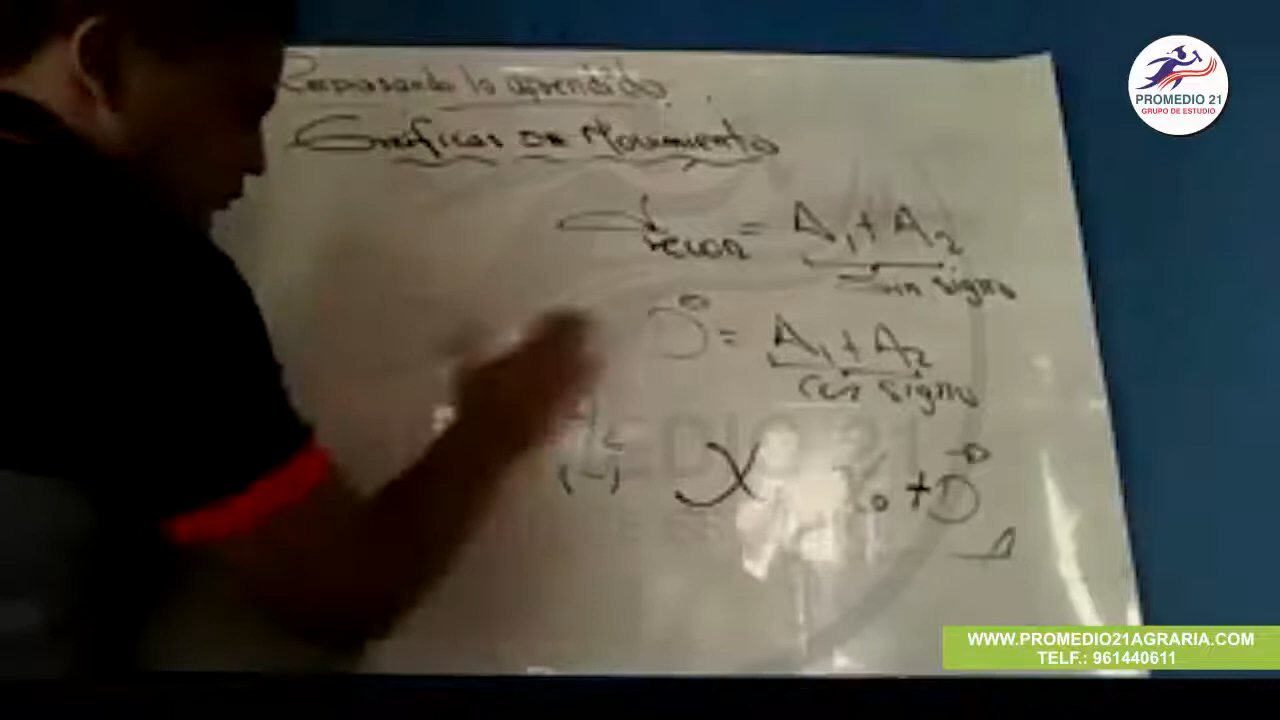 Repasando lo aprendido
Gráficas de Movimiento
recorr = A₁ + A₂
sin signo
D = A₁ + A₂
con signo
A₂
(-)
X X₀ + D
PROMEDIO 21
GRUPO DE ESTUDIO
WWW.PROMEDIO21AGRARIA.COM
TELF.: 961440611